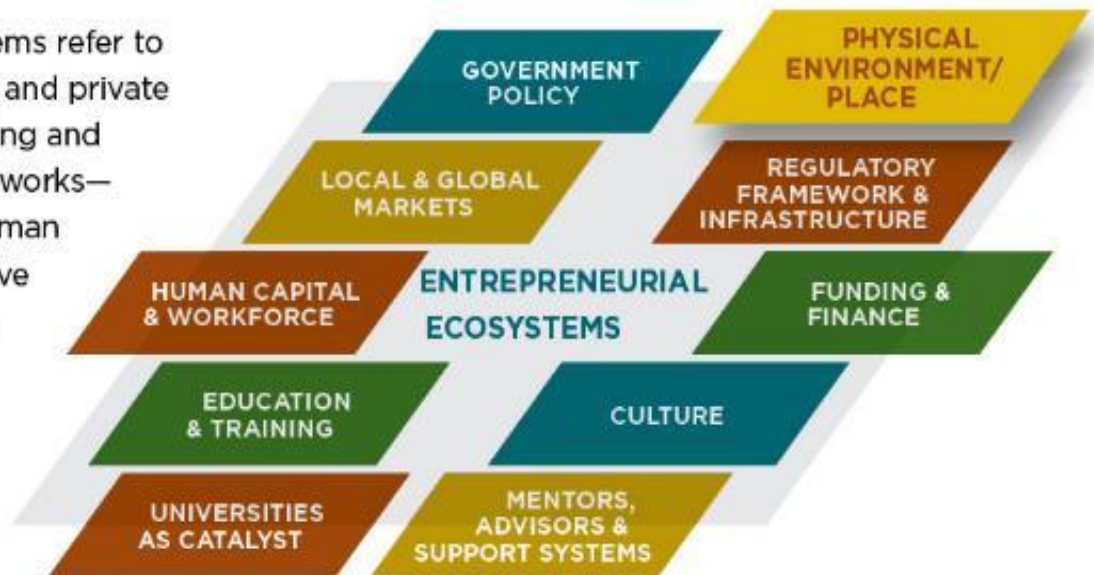 ems refer to
and private
ng and
works—
man
ve
GOVERNMENT
POLICY
PHYSICAL
ENVIRONMENT/
PLACE
LOCAL & GLOBAL
MARKETS
REGULATORY
FRAMEWORK &
INFRASTRUCTURE
HUMAN CAPITAL
& WORKFORCE
ENTREPRENEURIAL
ECOSYSTEMS
FUNDING &
FINANCE
EDUCATION
& TRAINING
CULTURE
UNIVERSITIES
AS CATALYST
MENTORS,
ADVISORS &
SUPPORT SYSTEMS